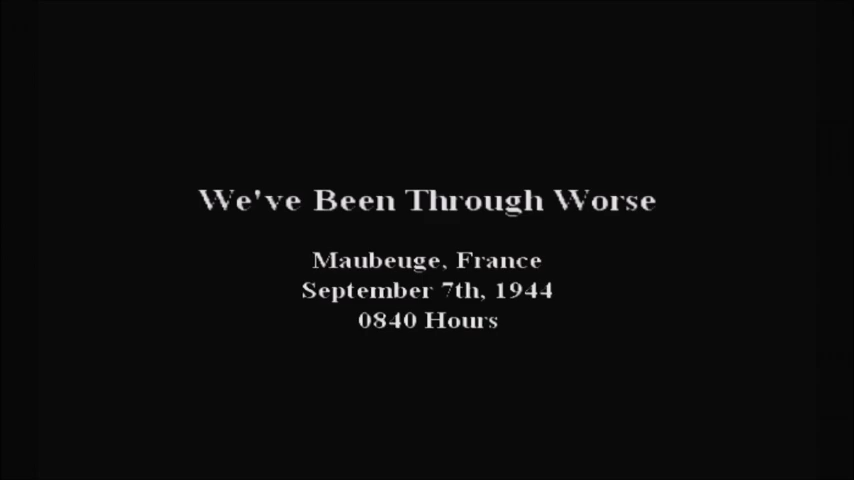 We've Been Through Worse
Maubeuge, France
September 7th, 1944
0840 Hours